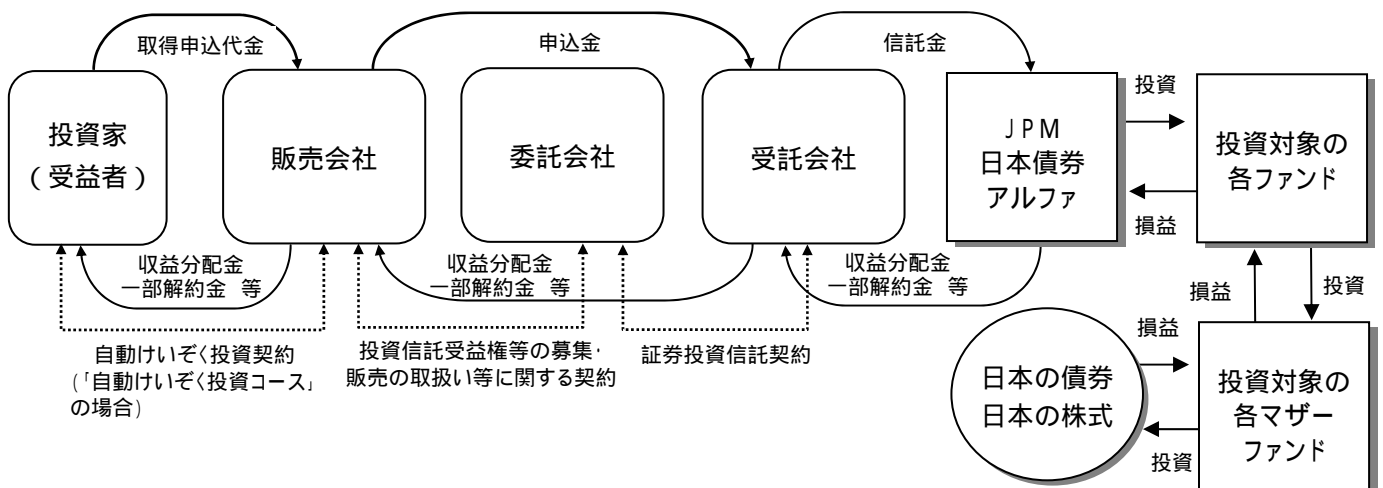 取得申込代金
申込金
信託金
投資家
(受益者)
販売会社
委託会社
受託会社
JPM
日本債券
アルファ
投資
損益
投資対象の
各ファンド
収益分配金
一部解約金 等
収益分配金
一部解約金 等
収益分配金
一部解約金 等
自動けいぞく投資契約
(「自動けいぞく投資コース」
の場合)
投資信託受益権等の募集・
販売の取扱い等に関する契約
証券投資信託契約
損益
投資
日本の債券
日本の株式
損益
投資
投資対象の
各マザー
ファンド